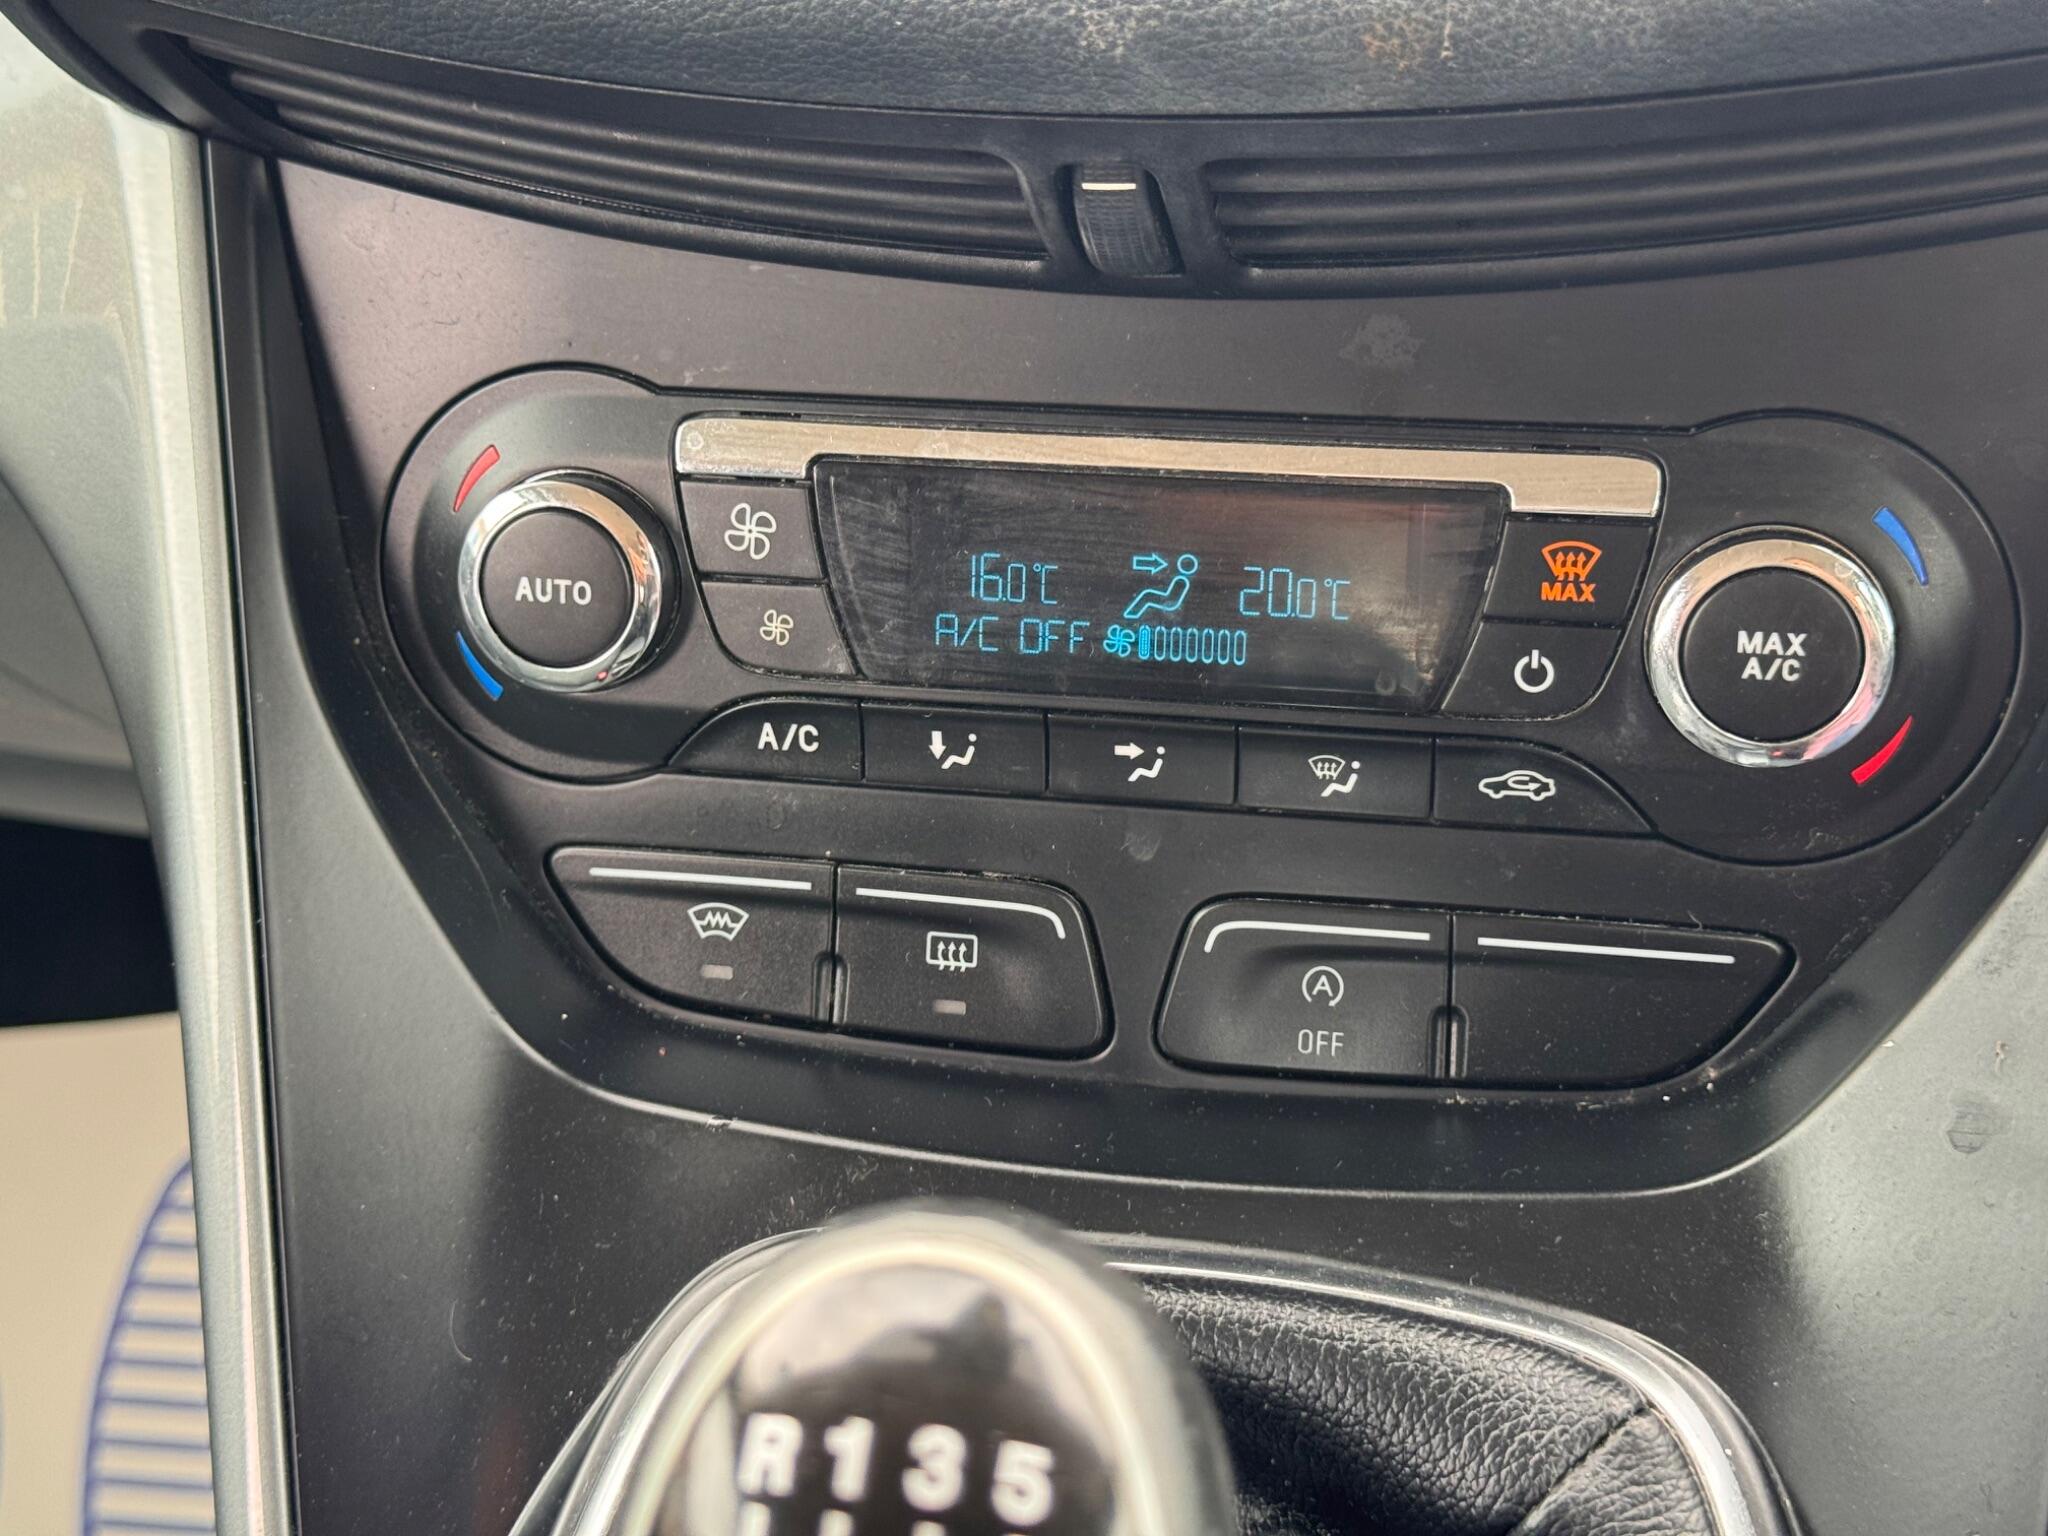 AUTO
16.0°C 20.0°C
A/C OFF
MAX
MAX
A/C
A/C
A
OFF
R 1 3 5